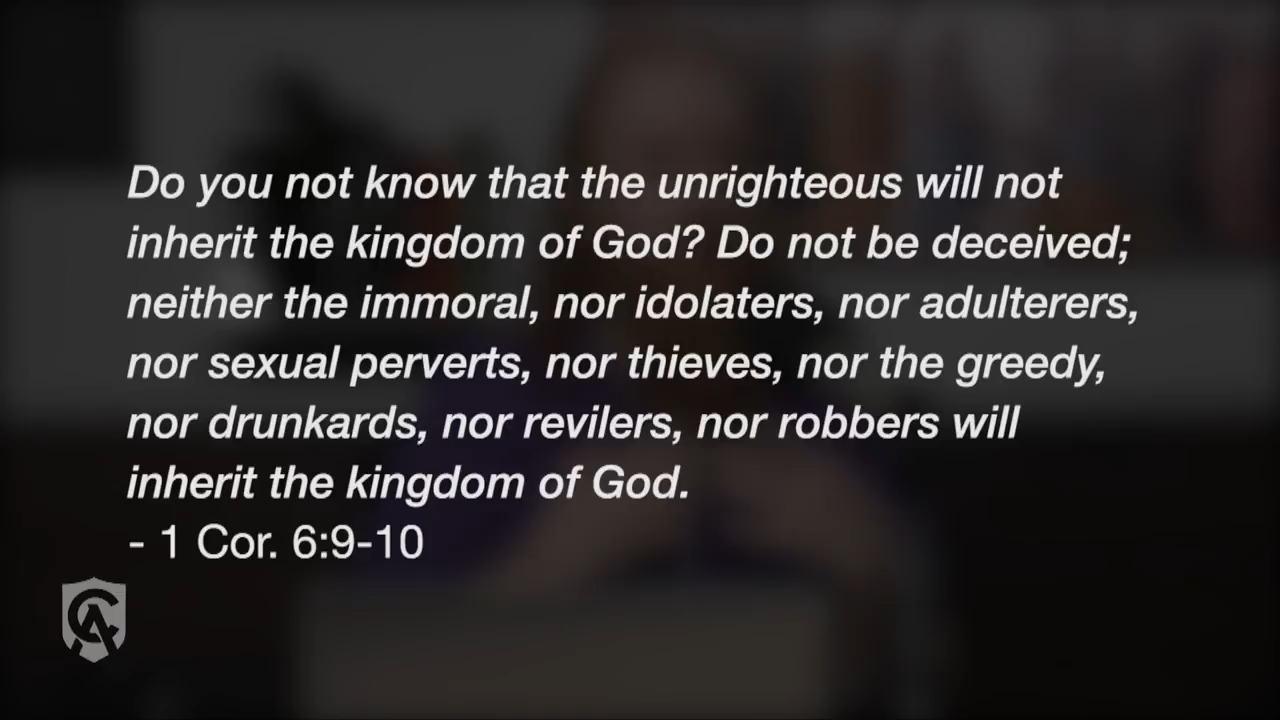 Do you not know that the unrighteous will not
inherit the kingdom of God? Do not be deceived;
neither the immoral, nor idolaters, nor adulterers,
nor sexual perverts, nor thieves, nor the greedy,
nor drunkards, nor revilers, nor robbers will
inherit the kingdom of God.
- 1 Cor. 6:9-10
CA